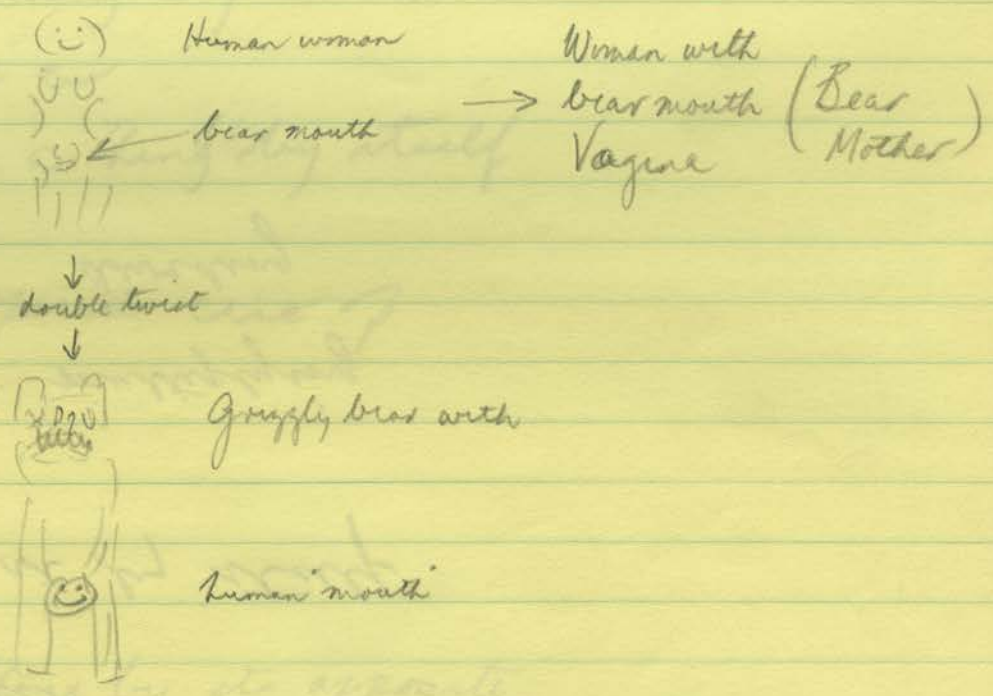 Human woman
Woman with
bear mouth
bear mouth
Vagina
(Bear
Mother)
double twist
Grizzly bear with
human "mouth"